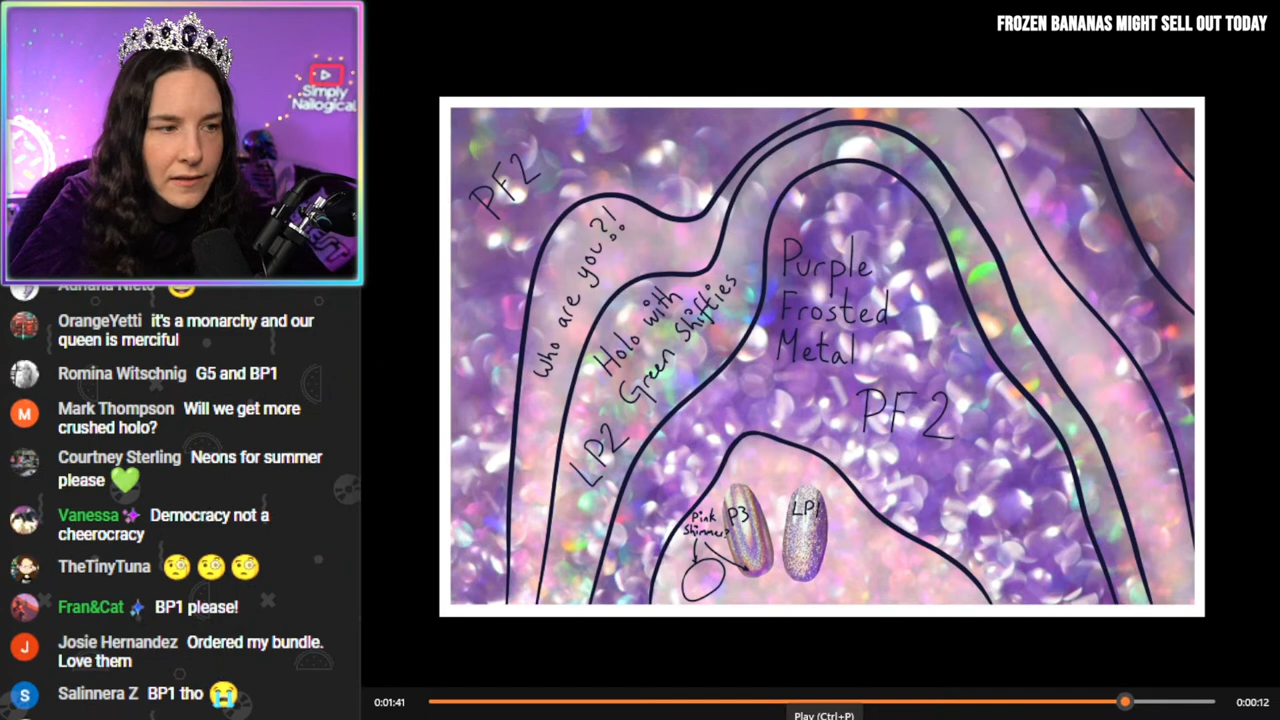 FROZEN BANANAS MIGHT SELL OUT TODAY
Simply
Nailogical
Adriana Nieto
OrangeYetti it's a monarchy and our
queen is merciful
Romina Witschnig G5 and BP1
Mark Thompson Will we get more
crushed holo?
Courtney Sterling Neons for summer
please
Vanessa Democracy not a
cheerocracy
TheTinyTuna
Fran&Cat BP1 please!
Josie Hernandez Ordered my bundle.
Love them
Salinnera Z BP1 tho
M
J
S
PF2
Who are you?!
Holo with
Green Shifties
LP2
Purple
Frosted
Metal
PF2
Pink
Shimmer?
P3
LP1
0:01:41
0:00:12
Play (Ctrl+P)